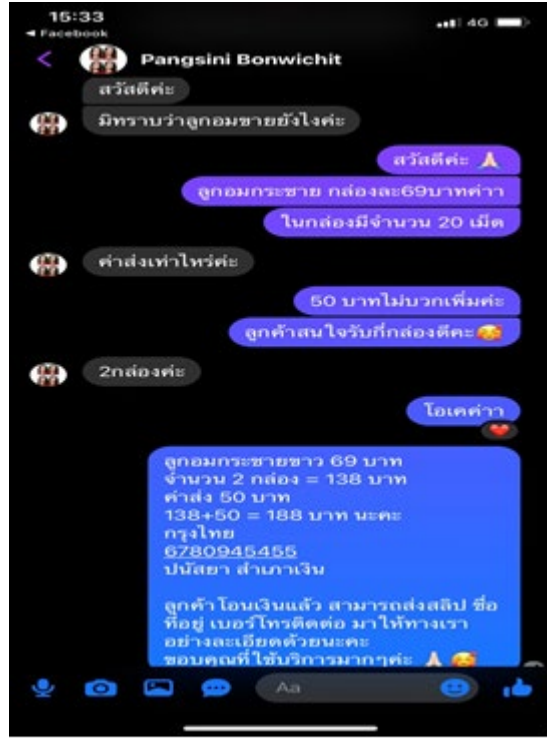 15:33
4G
◀ Facebook
Pangsini Bonwichit
สวัสดีค่ะ
มิทราบว่าลูกอมขายยังไงค่ะ
สวัสดีค่ะ 🙏🏻
ลูกอมกระชาย กล่องละ69บาทค่าา
ในกล่องมีจำนวน 20 เม็ด
ค่าส่งเท่าไหร่ค่ะ
50 บาทไม่บวกเพิ่มค่ะ
ลูกค้าสนใจรับกี่กล่องดีคะ🥰
2กล่องค่ะ
โอเคค่าา
ลูกอมกระชายขาว 69 บาท
จำนวน 2 กล่อง = 138 บาท
ค่าส่ง 50 บาท
138+50 = 188 บาท นะคะ
กรุงไทย
6780945455
ปนัสยา สำเภาเงิน
ลูกค้าโอนเงินแล้ว สามารถส่งสลิป ชื่อ
ที่อยู่ เบอร์โทรติดต่อ มาให้ทางเรา
อย่างละเอียดด้วยนะคะ
ขอบคุณที่ใช้บริการมากๆค่ะ 🙏🏻 🥰
Aa